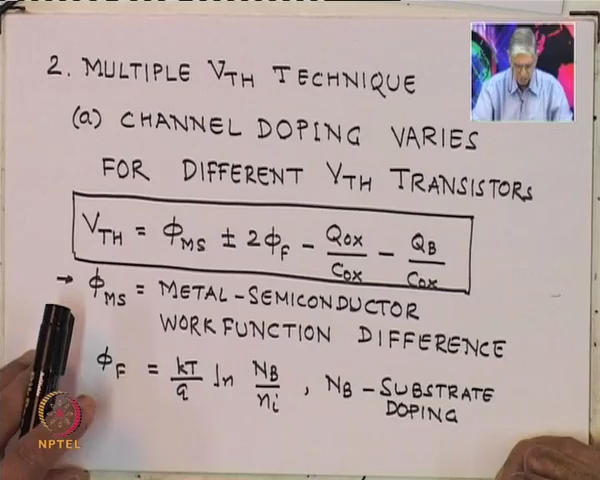 2. MULTIPLE VTH TECHNIQUE
(a) CHANNEL DOPING VARIES
FOR DIFFERENT VTH TRANSISTORS
VTH = ϕMS ± 2ϕF - QOX/COX - QB/COX
→ ϕMS = METAL-SEMICONDUCTOR
WORKFUNCTION DIFFERENCE
ϕF = kT/q ln NB/ni , NB - SUBSTRATE
DOPING
NPTEL